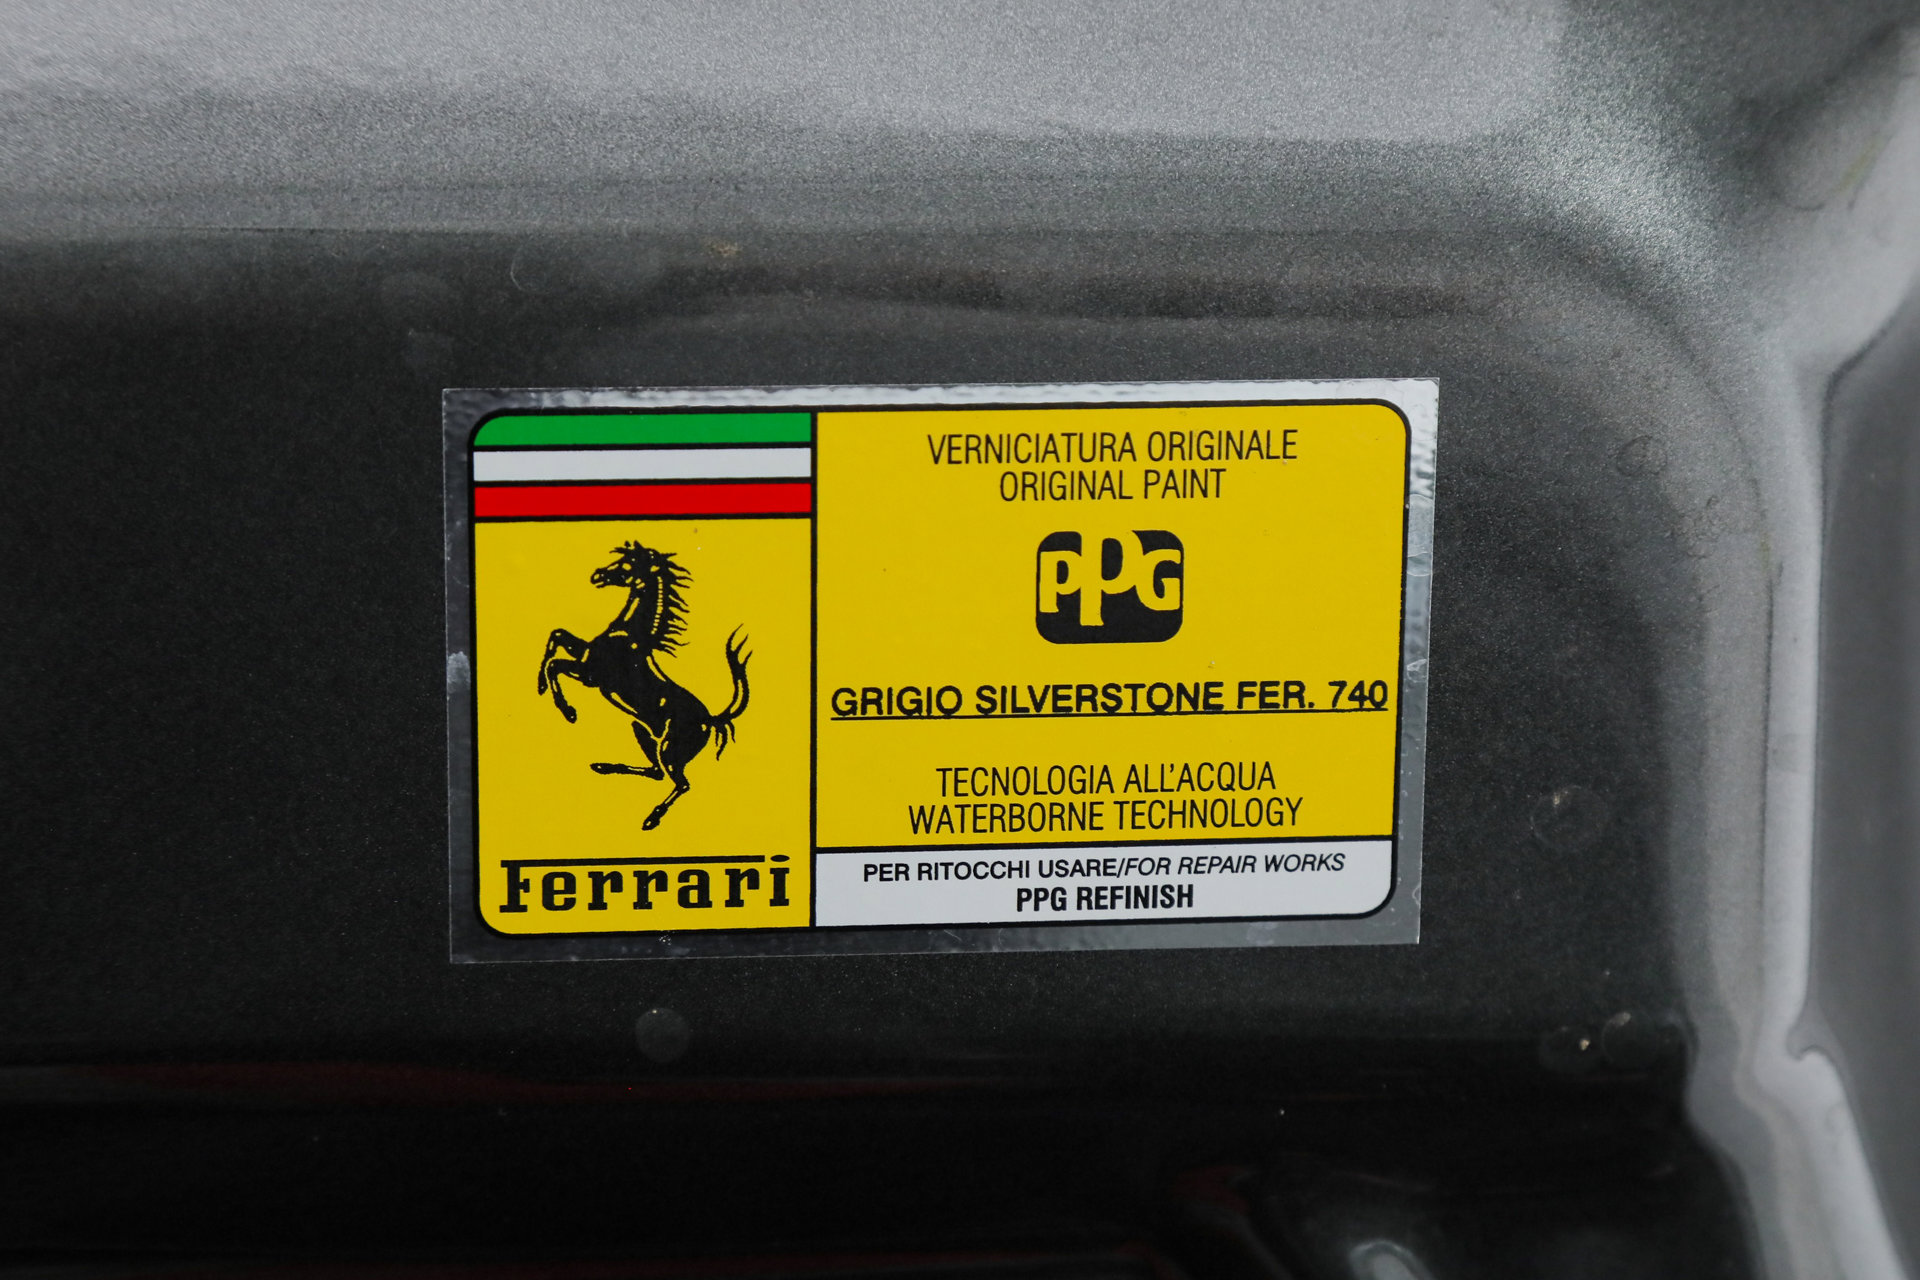 VERNICIATURA ORIGINALE
ORIGINAL PAINT
PPG
GRIGIO SILVERSTONE FER. 740
TECNOLOGIA ALL'ACQUA
WATERBORNE TECHNOLOGY
PER RITOCCHI USARE/FOR REPAIR WORKS
PPG REFINISH
Ferrari